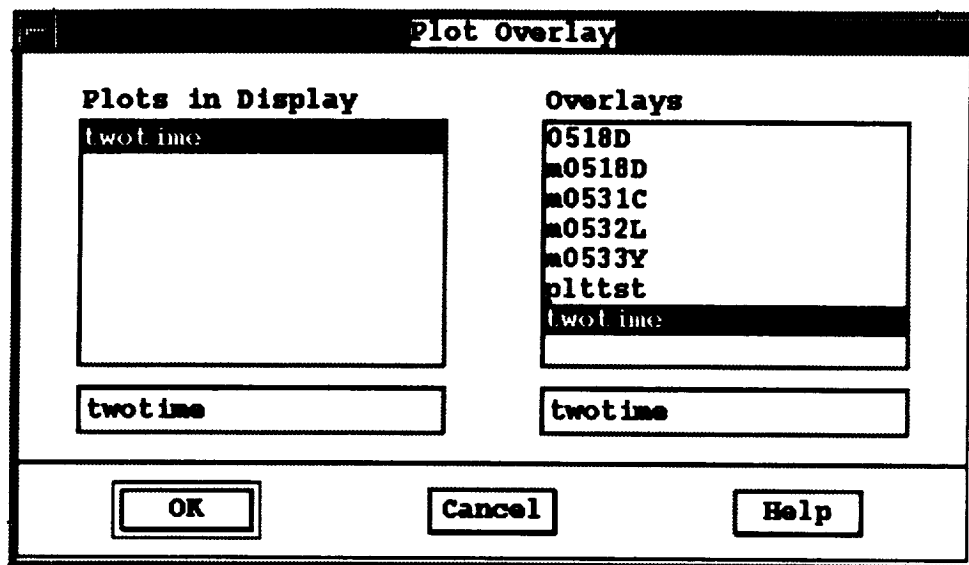 Plot Overlay
Plots in Display
twotime
twotime
Overlays
0518D
m0518D
m0531C
m0532L
m0533Y
plttst
twotime
twotime
OK
Cancel
Help